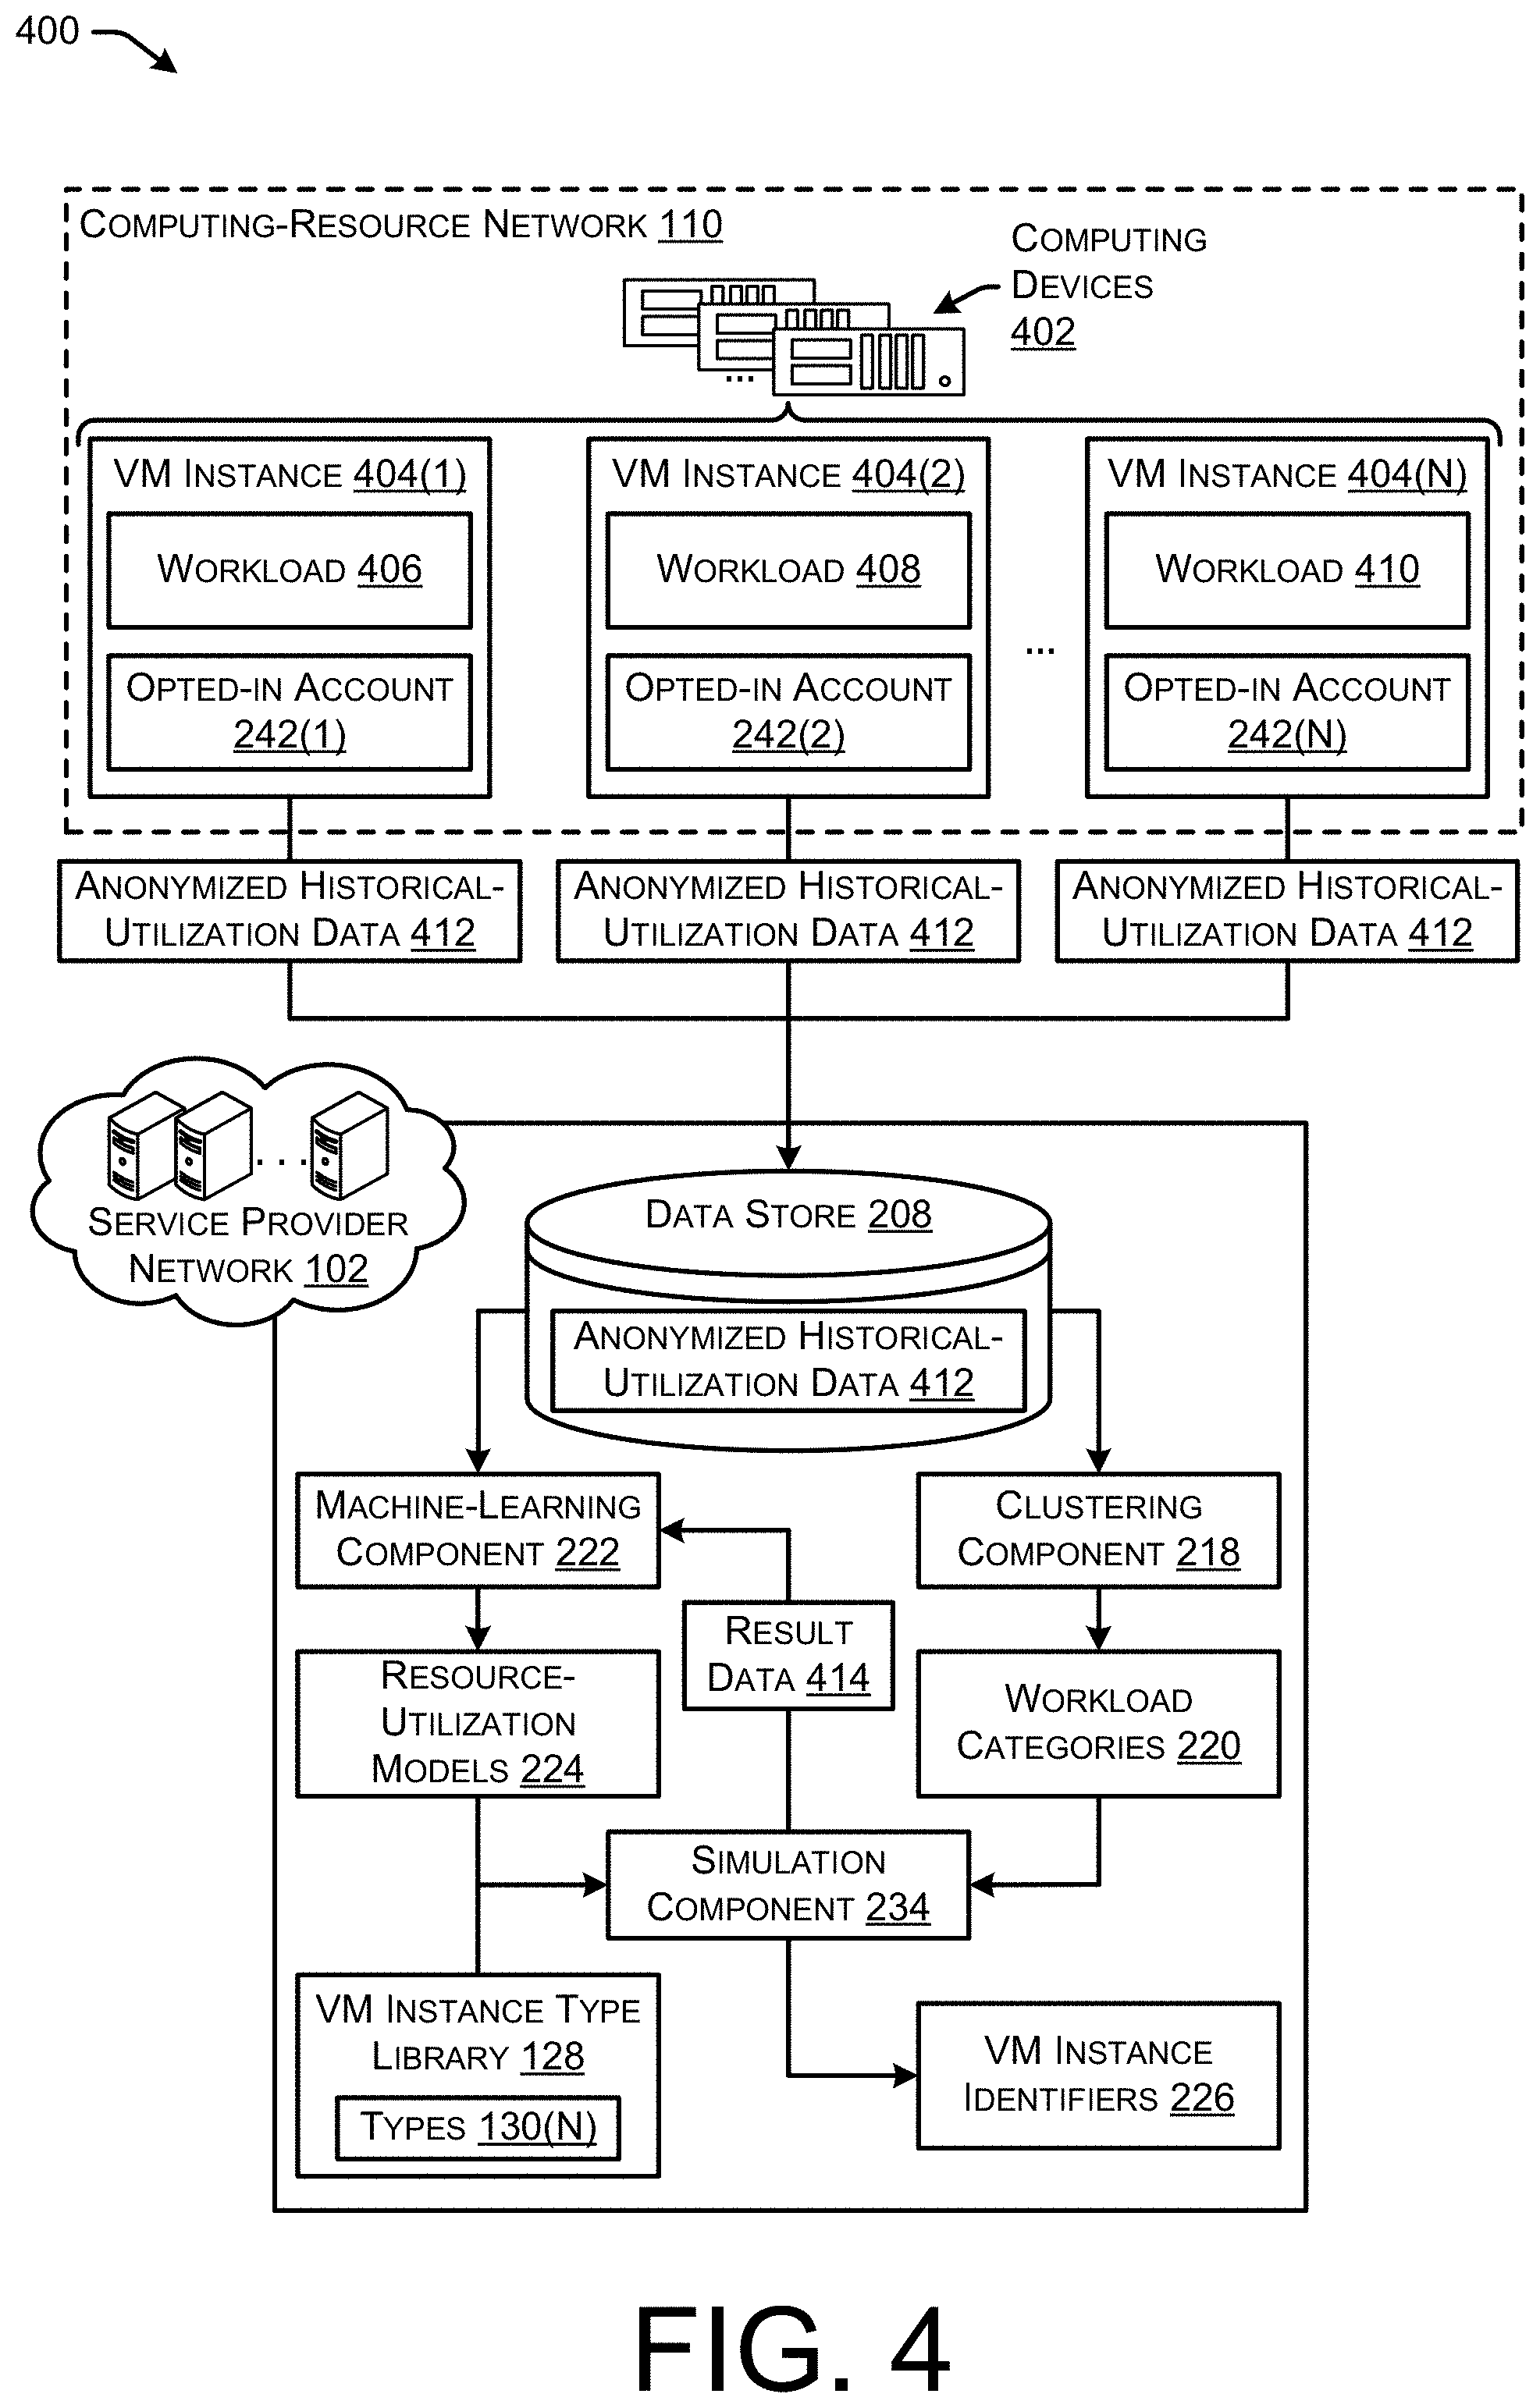 400
COMPUTING-RESOURCE NETWORK 110
COMPUTING
DEVICES
402
...
VM INSTANCE 404(1)
WORKLOAD 406
OPTED-IN ACCOUNT
242(1)
VM INSTANCE 404(2)
WORKLOAD 408
OPTED-IN ACCOUNT
242(2)
...
VM INSTANCE 404(N)
WORKLOAD 410
OPTED-IN ACCOUNT
242(N)
ANONYMIZED HISTORICAL-
UTILIZATION DATA 412
ANONYMIZED HISTORICAL-
UTILIZATION DATA 412
ANONYMIZED HISTORICAL-
UTILIZATION DATA 412
...
SERVICE PROVIDER
NETWORK 102
DATA STORE 208
ANONYMIZED HISTORICAL-
UTILIZATION DATA 412
MACHINE-LEARNING
COMPONENT 222
CLUSTERING
COMPONENT 218
RESULT
DATA 414
RESOURCE-
UTILIZATION
MODELS 224
WORKLOAD
CATEGORIES 220
SIMULATION
COMPONENT 234
VM INSTANCE TYPE
LIBRARY 128
TYPES 130(N)
VM INSTANCE
IDENTIFIERS 226
FIG. 4